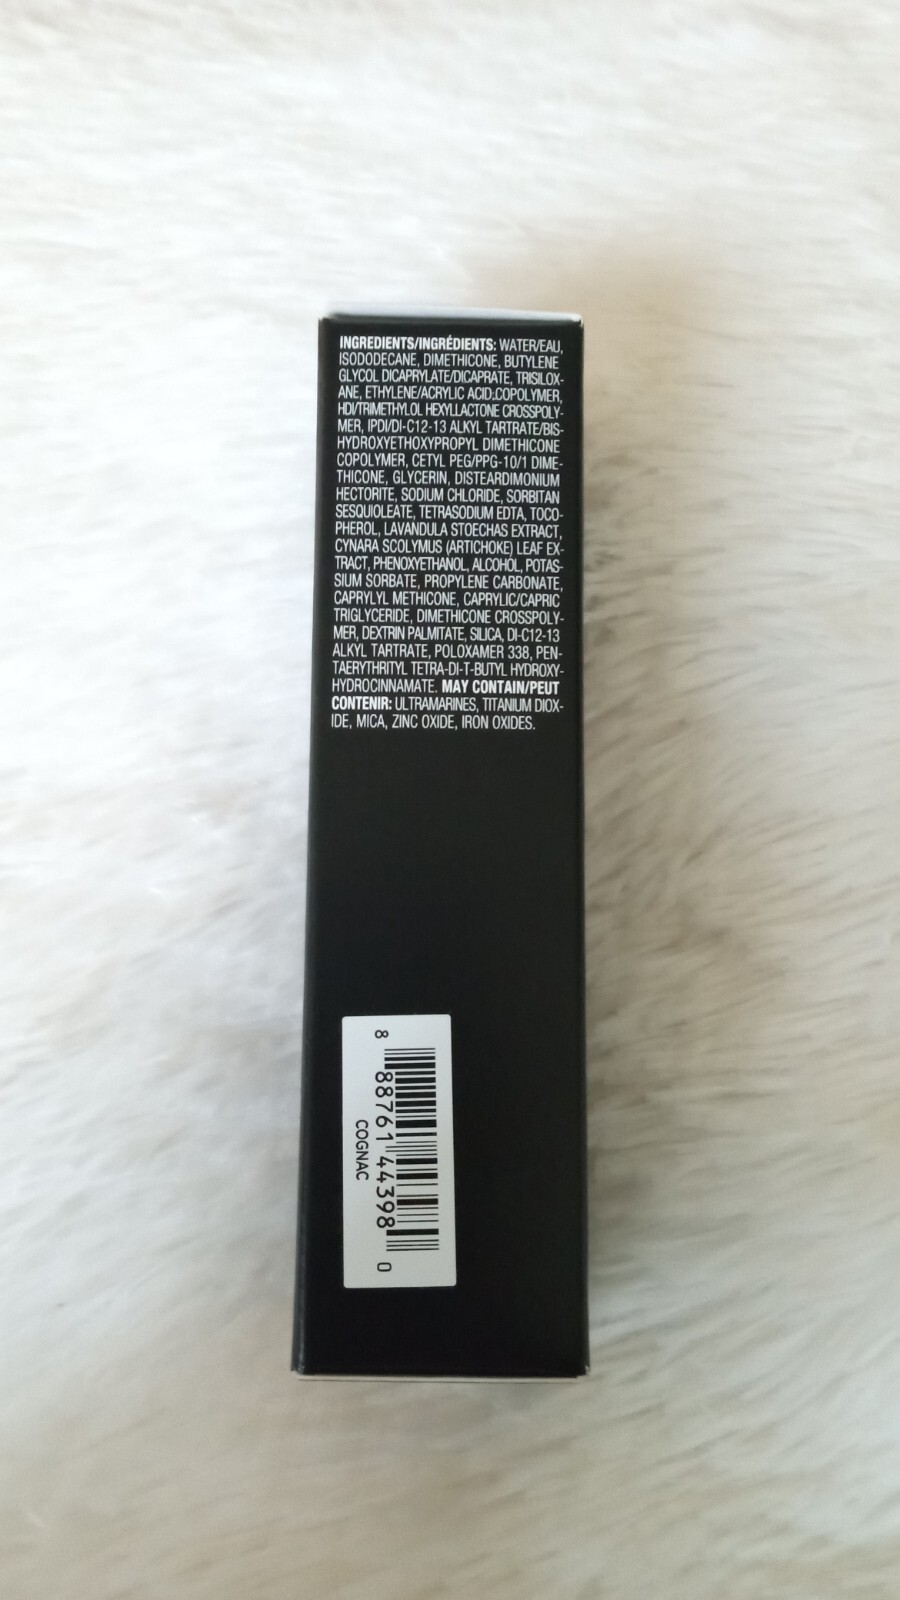 INGREDIENTS/INGRÉDIENTS: WATER/EAU,
ISODODECANE, DIMETHICONE, BUTYLENE
GLYCOL DICAPRYLATE/DICAPRATE, TRISILOX-
ANE, ETHYLENE/ACRYLIC ACID COPOLYMER,
HDI/TRIMETHYLOL HEXYLLACTONE CROSSPOLY-
MER, IPDI/DI-C12-13 ALKYL TARTRATE/BIS-
HYDROXYETHOXYPROPYL DIMETHICONE
COPOLYMER, CETYL PEG/PPG-10/1 DIME-
THICONE, GLYCERIN, DISTEARDIMONIUM
HECTORITE, SODIUM CHLORIDE, SORBITAN
SESQUIOLEATE, TETRASODIUM EDTA, TOCO-
PHEROL, LAVANDULA STOECHAS EXTRACT,
CYNARA SCOLYMUS (ARTICHOKE) LEAF EX-
TRACT, PHENOXYETHANOL, ALCOHOL, POTAS-
SIUM SORBATE, PROPYLENE CARBONATE,
CAPRYLYL METHICONE, CAPRYLIC/CAPRIC
TRIGLYCERIDE, DIMETHICONE CROSSPOLY-
MER, DEXTRIN PALMITATE, SILICA, DI-C12-13
ALKYL TARTRATE, POLOXAMER 338, PEN-
TAERYTHRITYL TETRA-DI-T-BUTYL HYDROXY-
HYDROCINNAMATE. MAY CONTAIN/PEUT
CONTENIR: ULTRAMARINES, TITANIUM DIOX-
IDE, MICA, ZINC OXIDE, IRON OXIDES.
8 88761 44398 0
COGNAC